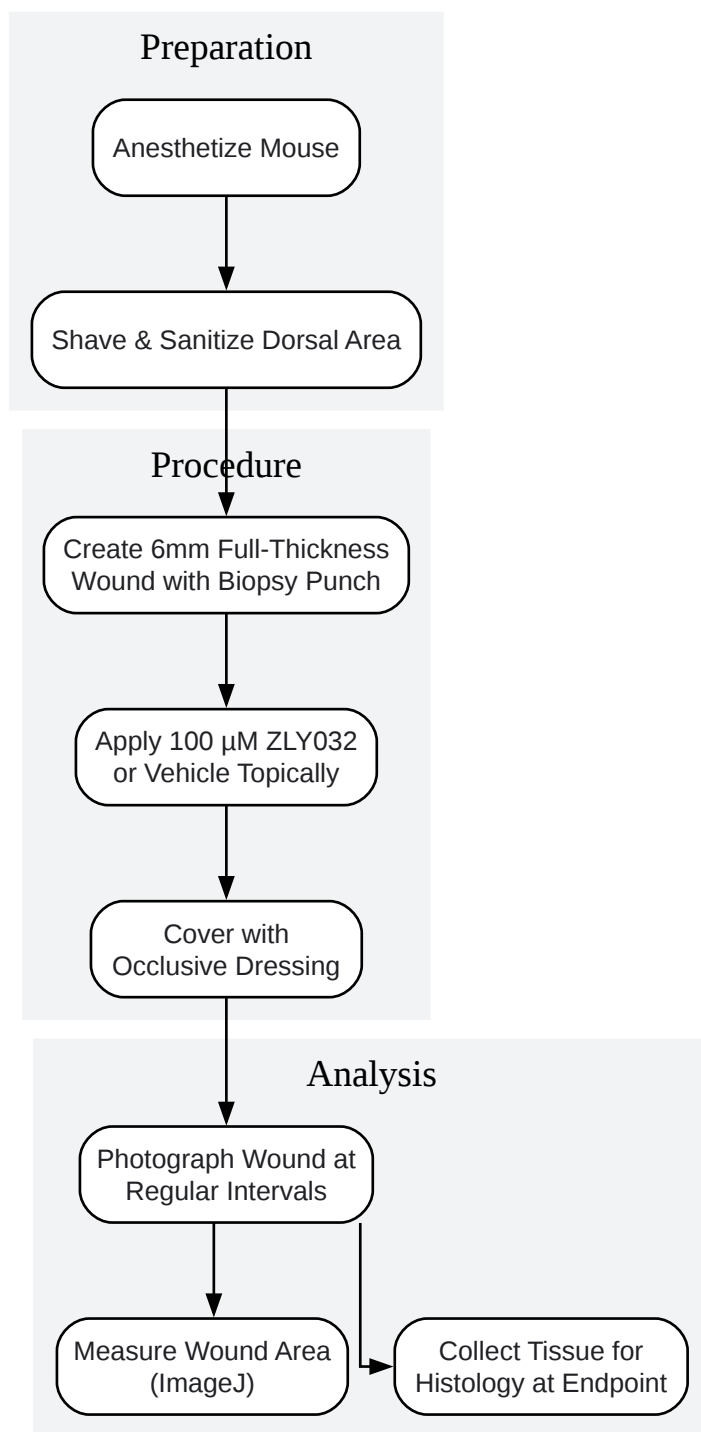 Preparation
Anesthetize Mouse
Shave & Sanitize Dorsal Area
Procedure
Create 6mm Full-Thickness
Wound with Biopsy Punch
Apply 100 µM ZLY032
or Vehicle Topically
Cover with
Occlusive Dressing
Analysis
Photograph Wound at
Regular Intervals
Measure Wound Area
(ImageJ)
Collect Tissue for
Histology at Endpoint